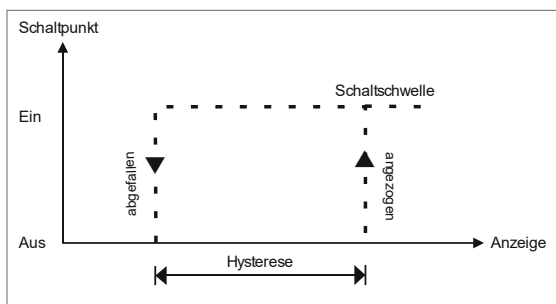 Schaltpunkt
Schaltschwelle
Ein
abgefallen
angezogen
Aus
Anzeige
Hysterese